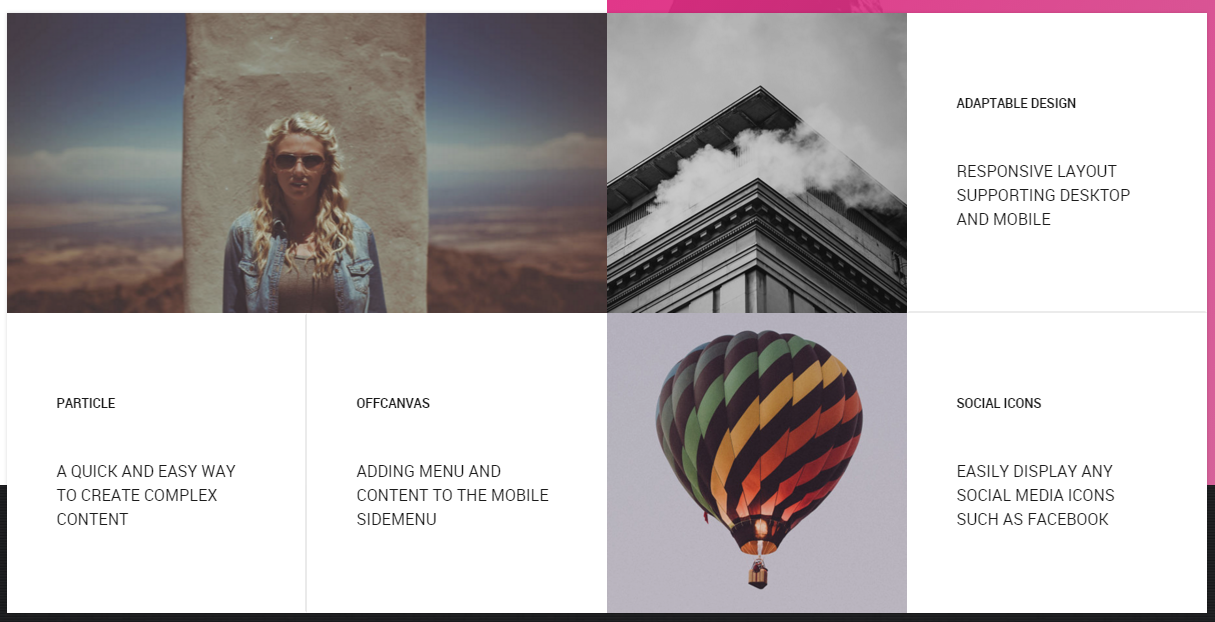 ADAPTABLE DESIGN
RESPONSIVE LAYOUT
SUPPORTING DESKTOP
AND MOBILE
PARTICLE
A QUICK AND EASY WAY
TO CREATE COMPLEX
CONTENT
OFFCANVAS
ADDING MENU AND
CONTENT TO THE MOBILE
SIDEMENU
SOCIAL ICONS
EASILY DISPLAY ANY
SOCIAL MEDIA ICONS
SUCH AS FACEBOOK